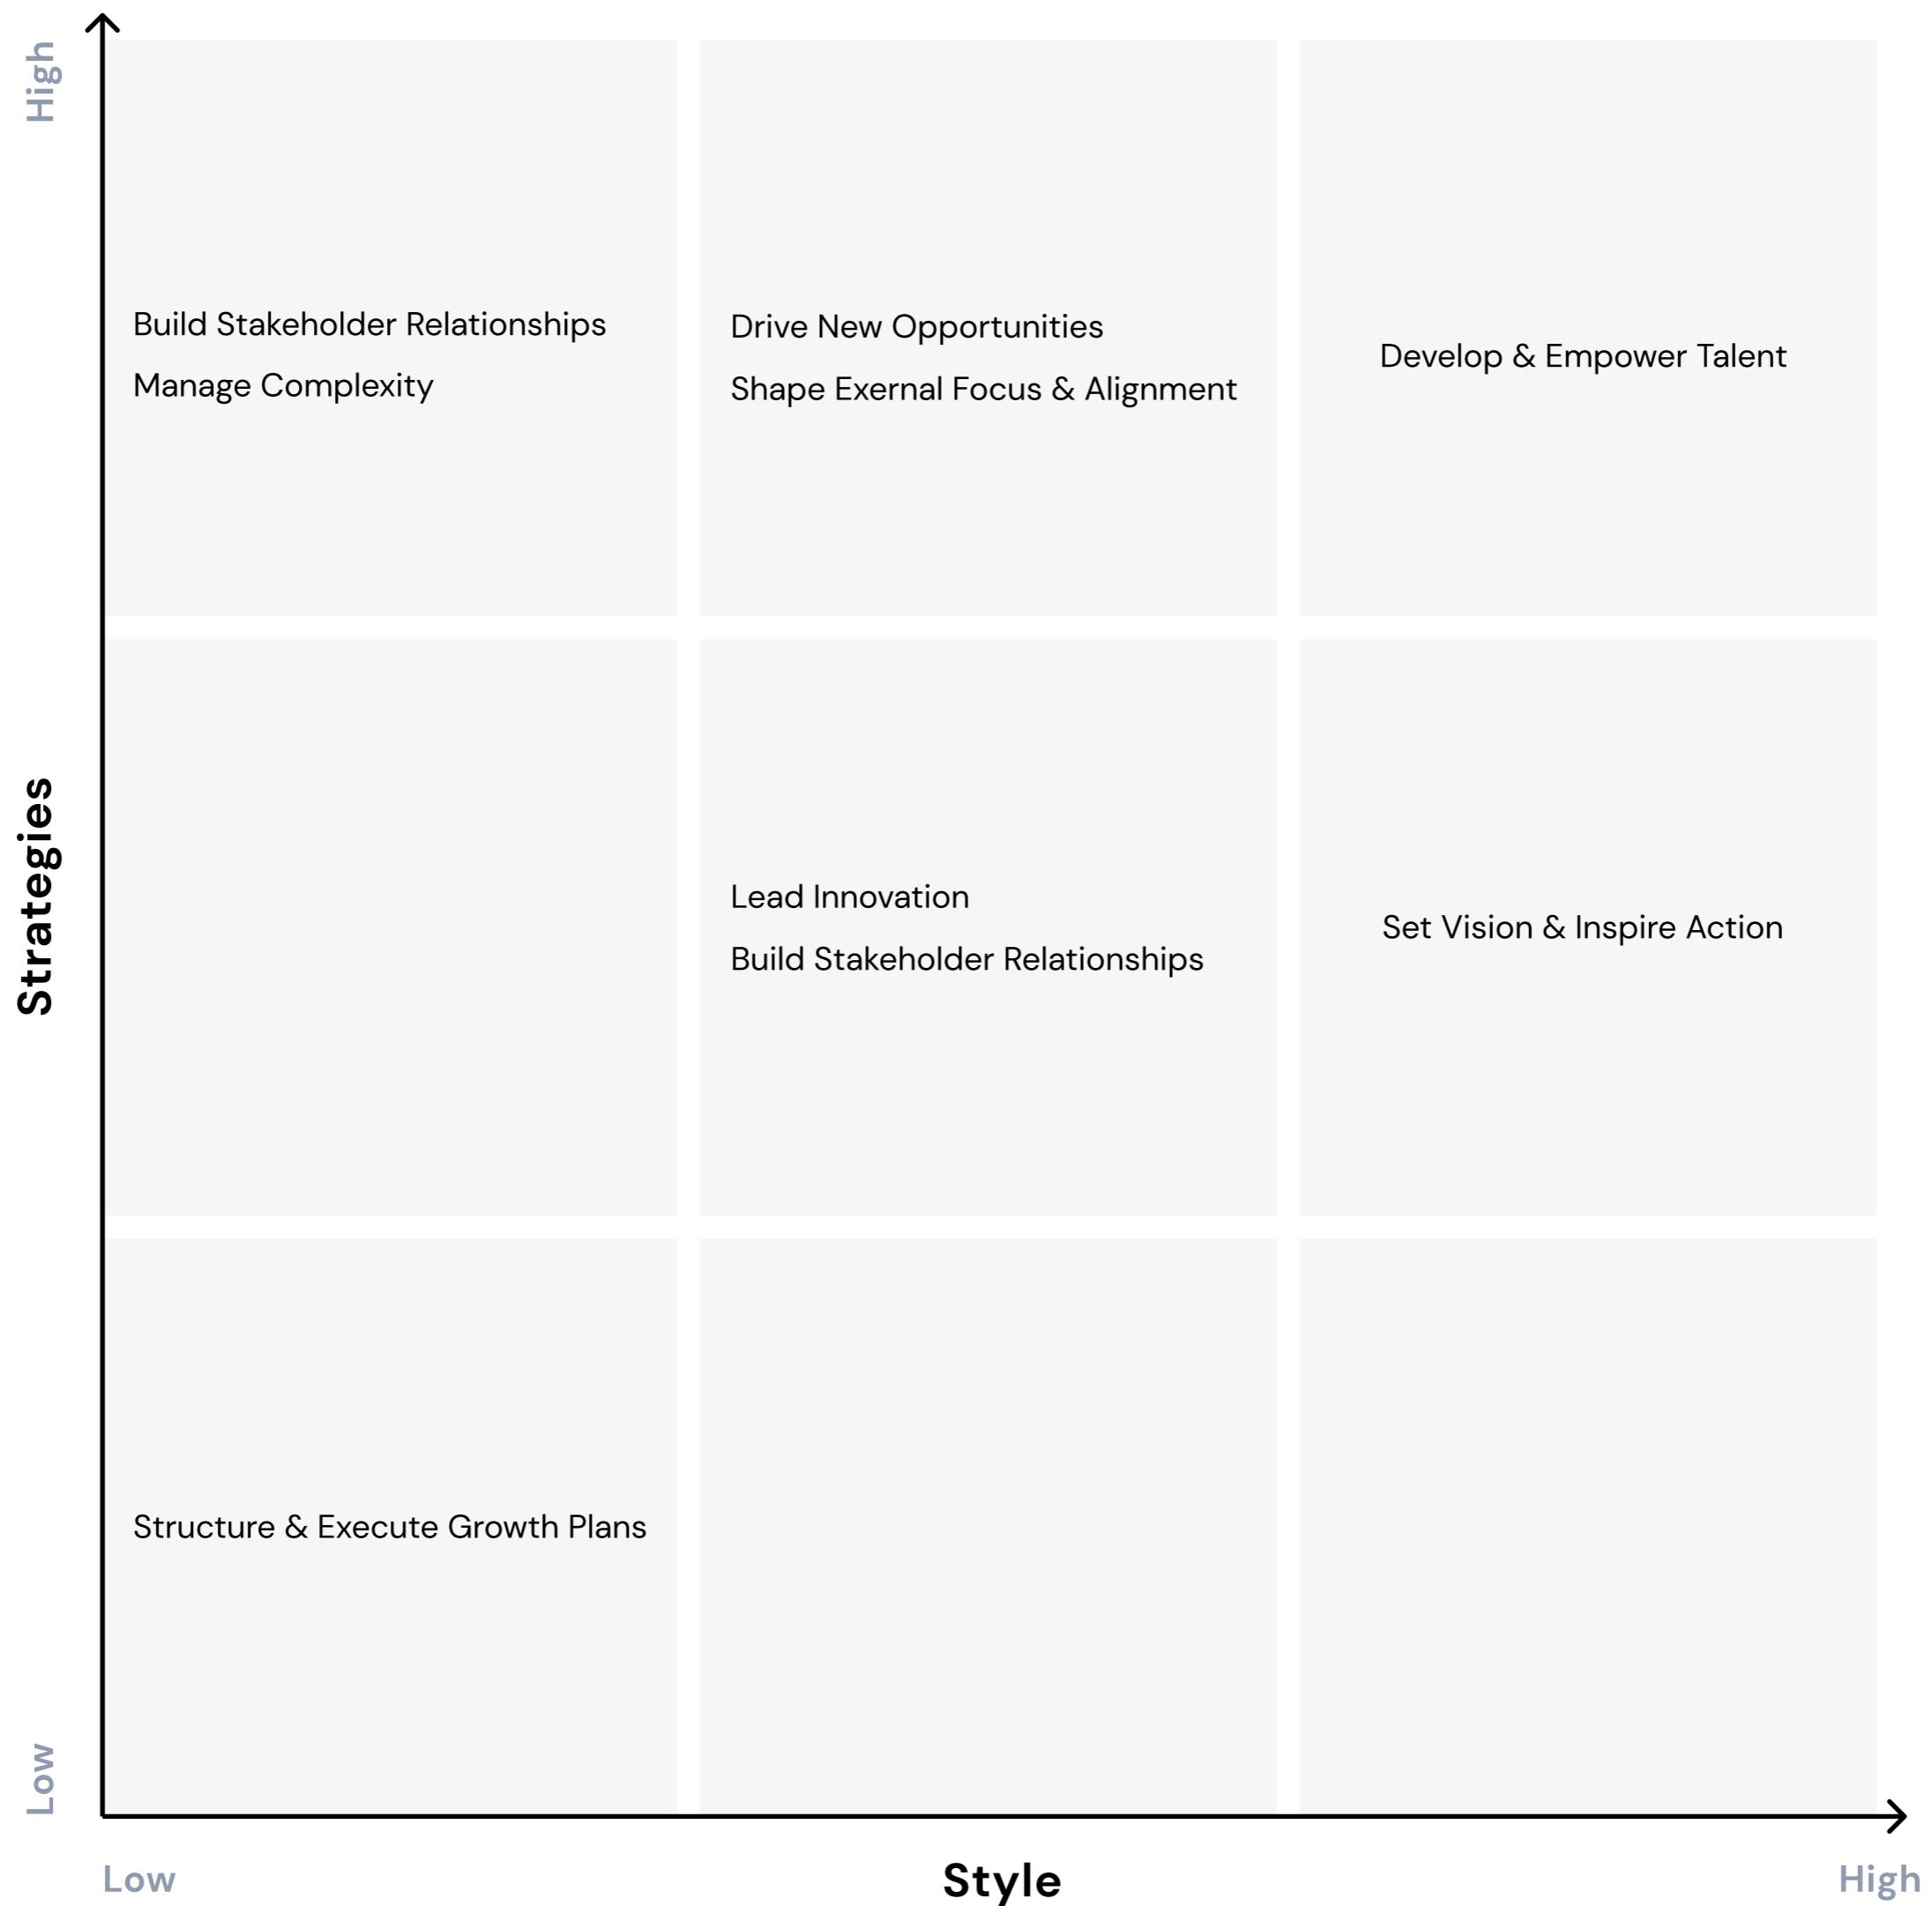 High
Build Stakeholder Relationships
Manage Complexity
Drive New Opportunities
Shape Exernal Focus & Alignment
Develop & Empower Talent
Strategies
Lead Innovation
Build Stakeholder Relationships
Set Vision & Inspire Action
Structure & Execute Growth Plans
Low
Low
Style
High